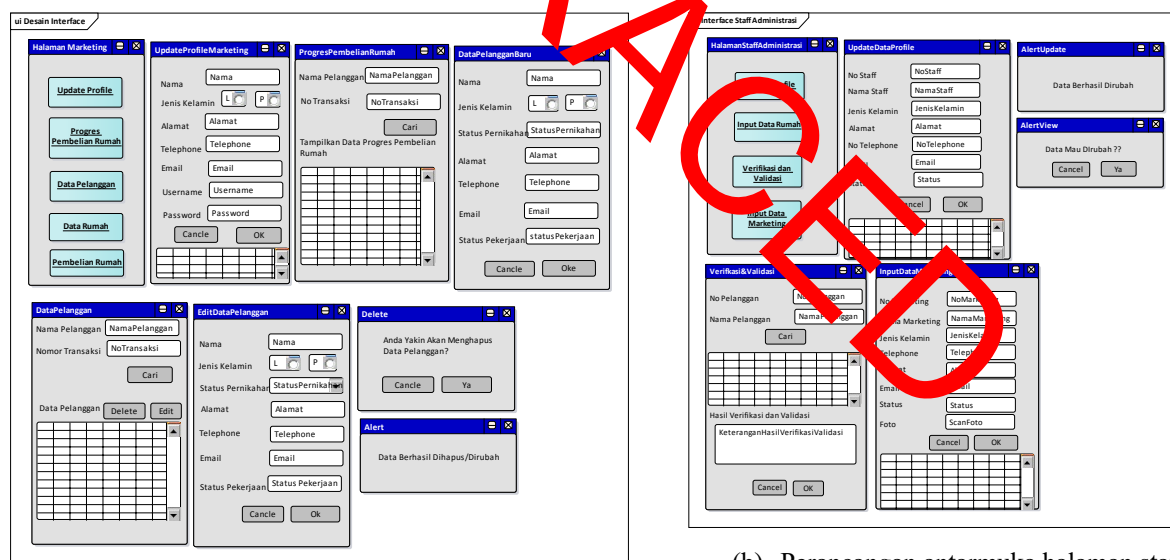 ui Desain Interface
Halaman Marketing
Update Profile
Progres
Pembelian Rumah
Data Pelanggan
Data Rumah
Pembelian Rumah
UpdateProfileMarketing
Nama
Nama
Jenis Kelamin
L
P
Alamat
Alamat
Telephone
Telephone
Email
Email
Username
Username
Password
Password
Cancle
OK
ProgresPembelianRumah
Nama Pelanggan
NamaPelanggan
No Transaksi
NoTransaksi
Cari
Tampilkan Data Progres Pembelian
Rumah
DataPelangganBaru
Nama
Nama
Jenis Kelamin
L
P
Status Pernikahan
StatusPernikahan
Alamat
Alamat
Telephone
Telephone
Email
Email
Status Pekerjaan
statusPekerjaan
Cancle
Oke
DataPelanggan
Nama Pelanggan
NamaPelanggan
Nomor Transaksi
NoTransaksi
Cari
Data Pelanggan
Delete
Edit
EditDataPelanggan
Nama
Nama
Jenis Kelamin
L
P
Status Pernikahan
StatusPernikahan
Alamat
Alamat
Telephone
Telephone
Email
Email
Status Pekerjaan
Status Pekerjaan
Cancle
Ok
Delete
Anda Yakin Akan Menghapus
Data Pelanggan?
Cancle
Ya
Alert
Data Berhasil Dihapus/Dirubah
Interface Staff Administrasi
HalamanStaffAdministrasi
Input Data Rumah
Verifikasi dan
Validasi
Input Data
Marketing
UpdateDataProfile
No Staff
NoStaff
Nama Staff
NamaStaff
Jenis Kelamin
JenisKelamin
Alamat
Alamat
No Telephone
NoTelephone
Email
Status
OK
AlertUpdate
Data Berhasil Dirubah
AlertView
Data Mau DIrubah ??
Cancel
Ya
Verifkasi&Validasi
No Pelanggan
Nama Pelanggan
Cari
Hasil Verifikasi dan Validasi
KeteranganHasilVerifikasiValidasi
Cancel
OK
NoMarketing
Jenis Kelamin
Status
Status
Foto
ScanFoto
Cancel
OK
ACED